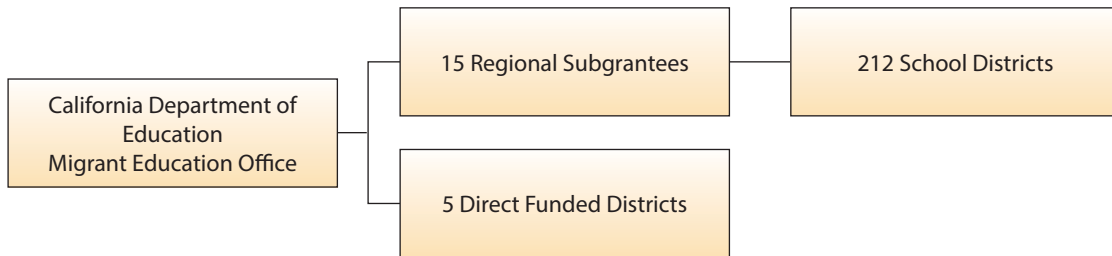 California Department of
Education
Migrant Education Office
15 Regional Subgrantees
212 School Districts
5 Direct Funded Districts